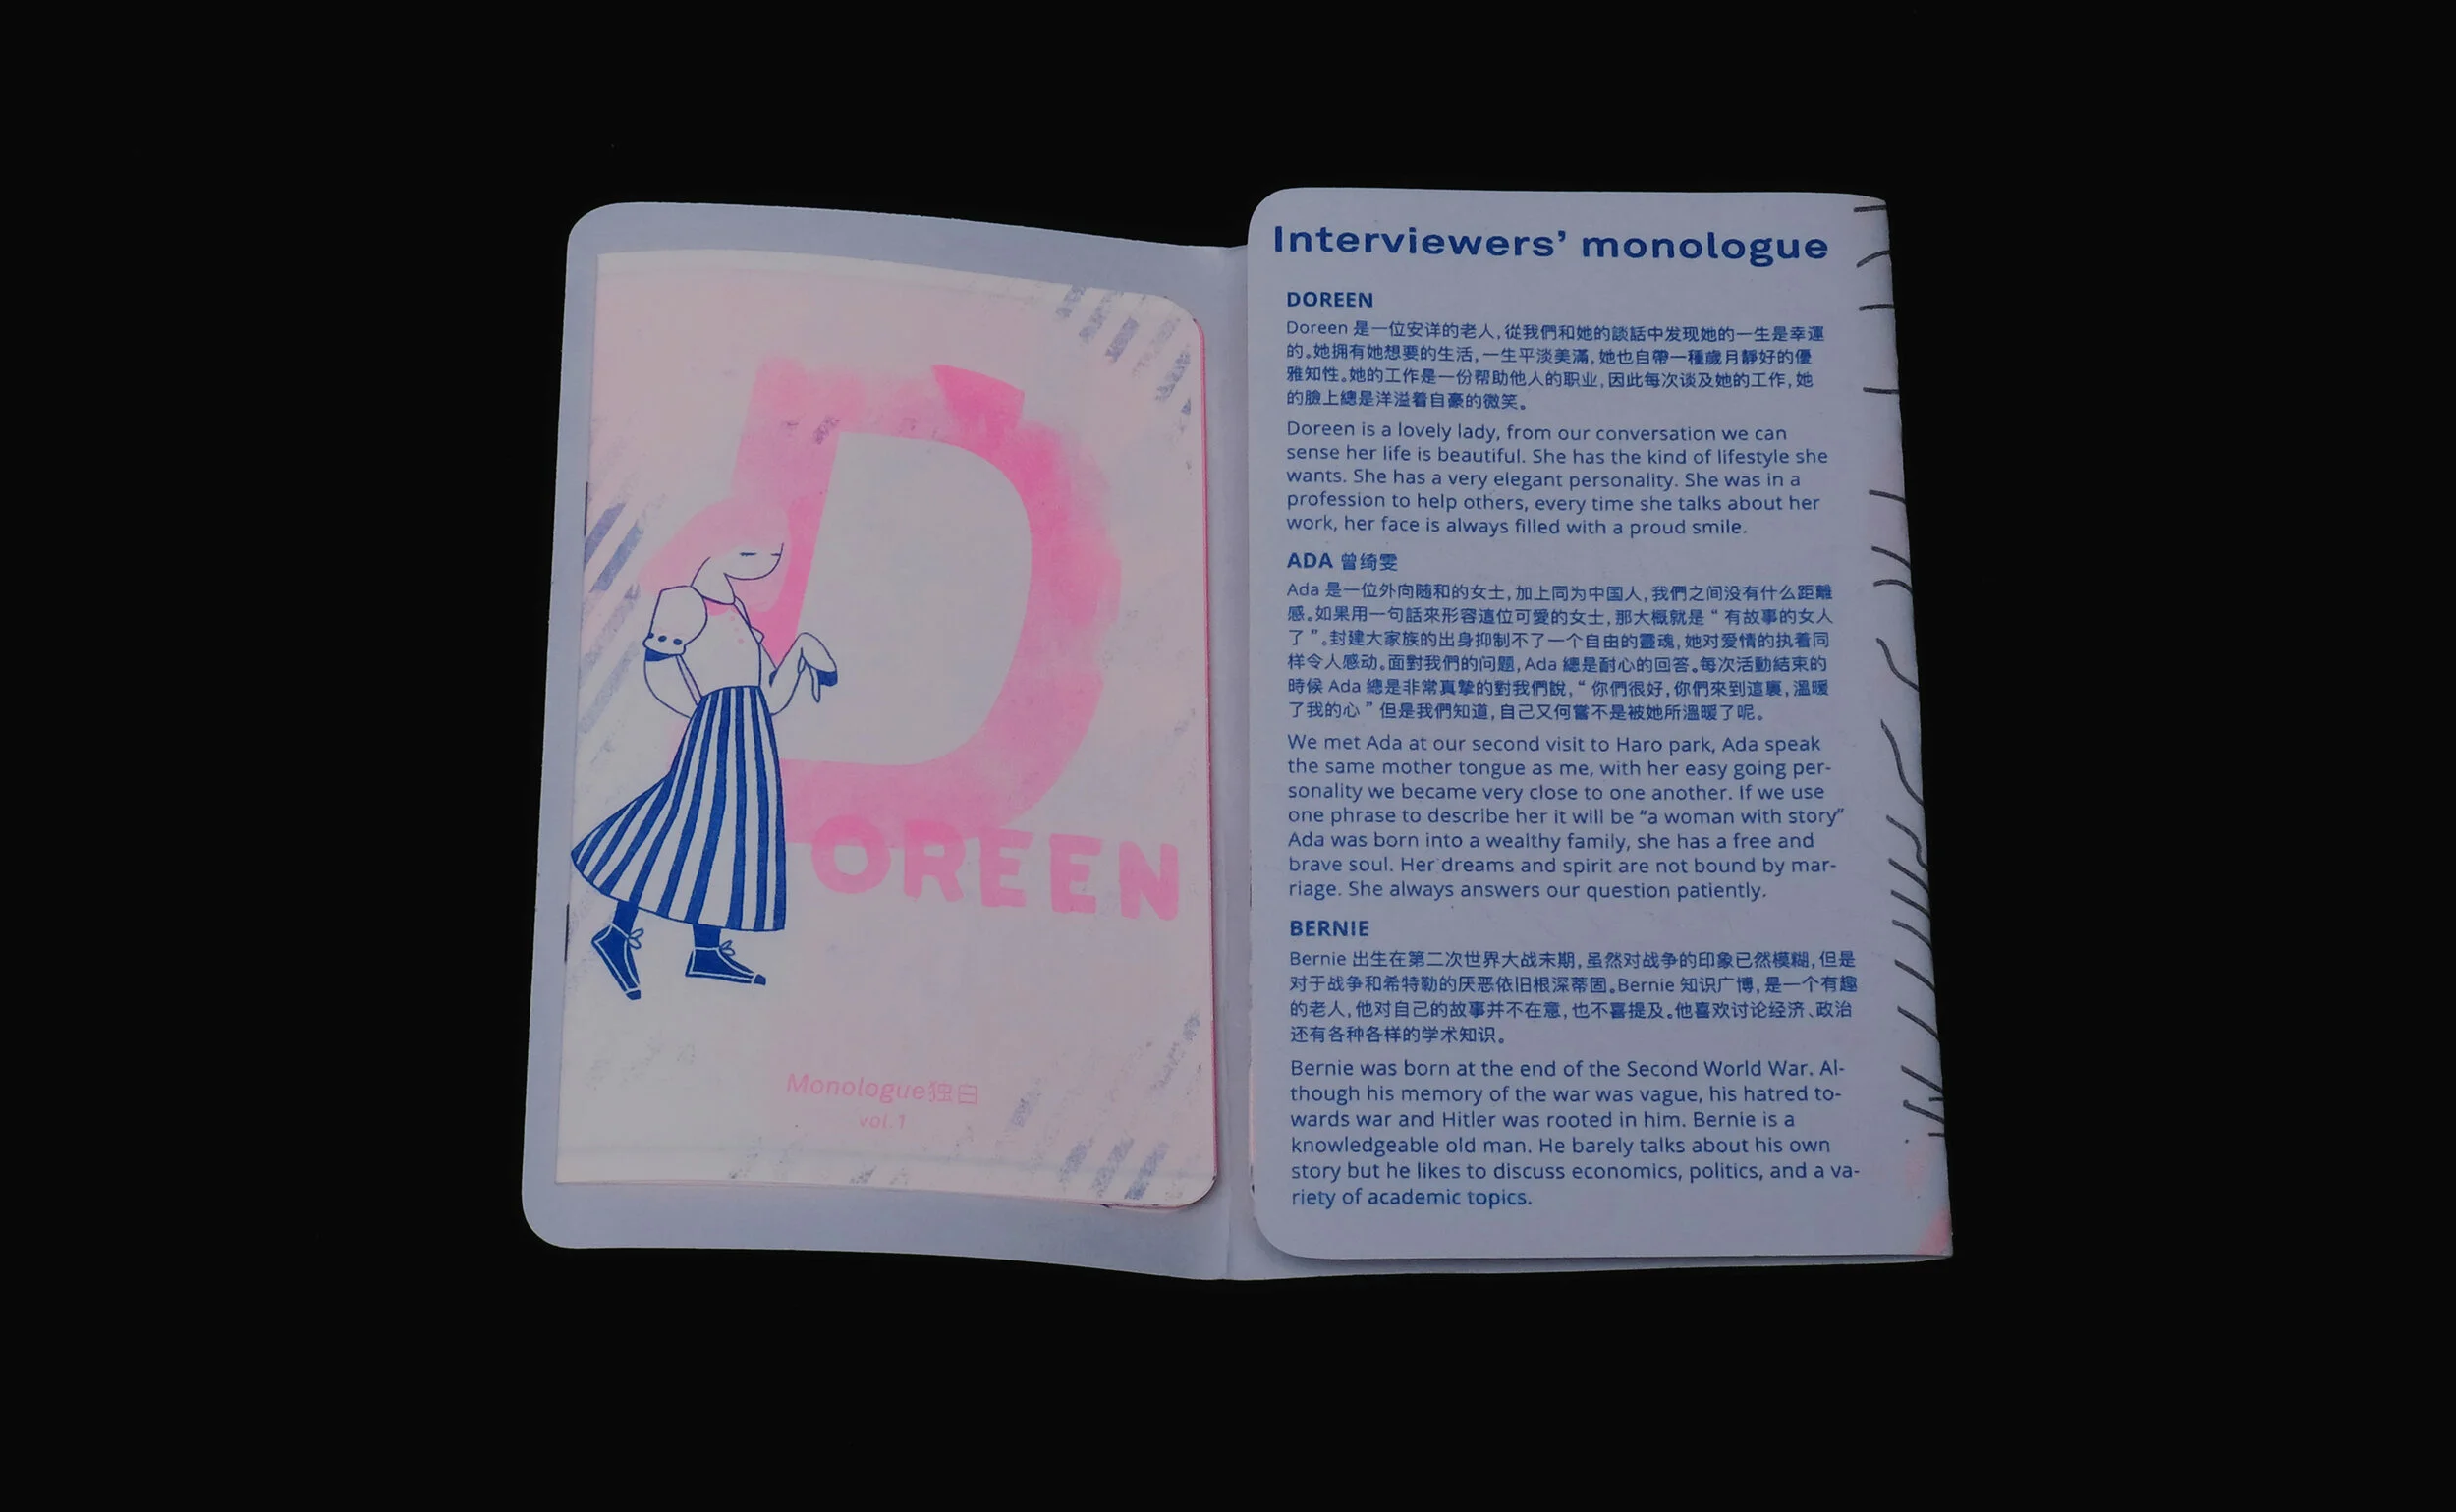 DOREEN
Monologue独白
vol.1
Interviewers’ monologue
DOREEN
Doreen 是一位安详的老人,從我們和她的談話中发现她的一生是幸運
的。她拥有她想要的生活,一生平淡美滿,她也自帶一種歲月靜好的優
雅知性。她的工作是一份帮助他人的职业,因此每次谈及她的工作,她
的臉上總是洋溢着自豪的微笑。
Doreen is a lovely lady, from our conversation we can
sense her life is beautiful. She has the kind of lifestyle she
wants. She has a very elegant personality. She was in a
profession to help others, every time she talks about her
work, her face is always filled with a proud smile.
ADA 曾绮雯
Ada 是一位外向随和的女士,加上同为中国人,我們之间没有什么距離
感。如果用一句話來形容這位可愛的女士,那大概就是 “ 有故事的女人
了 ”。封建大家族的出身抑制不了一个自由的靈魂,她对爱情的执着同
样令人感动。面對我們的问题,Ada 總是耐心的回答。每次活動結束的
時候 Ada 總是非常真摯的對我們說,“ 你們很好,你們來到這裏,溫暖
了我的心 ” 但是我們知道,自己又何嘗不是被她所溫暖了呢。
We met Ada at our second visit to Haro park, Ada speak
the same mother tongue as me, with her easy going per-
sonality we became very close to one another. If we use
one phrase to describe her it will be “a woman with story”
Ada was born into a wealthy family, she has a free and
brave soul. Her dreams and spirit are not bound by mar-
riage. She always answers our question patiently.
BERNIE
Bernie 出生在第二次世界大战末期,虽然对战争的印象已然模糊,但是
对于战争和希特勒的厌恶依旧根深蒂固。Bernie 知识广博,是一个有趣
的老人,他对自己的故事并不在意,也不喜提及。他喜欢讨论经济、政治
还有各种各样的学术知识。
Bernie was born at the end of the Second World War. Al-
though his memory of the war was vague, his hatred to-
wards war and Hitler was rooted in him. Bernie is a
knowledgeable old man. He barely talks about his own
story but he likes to discuss economics, politics, and a va-
riety of academic topics.